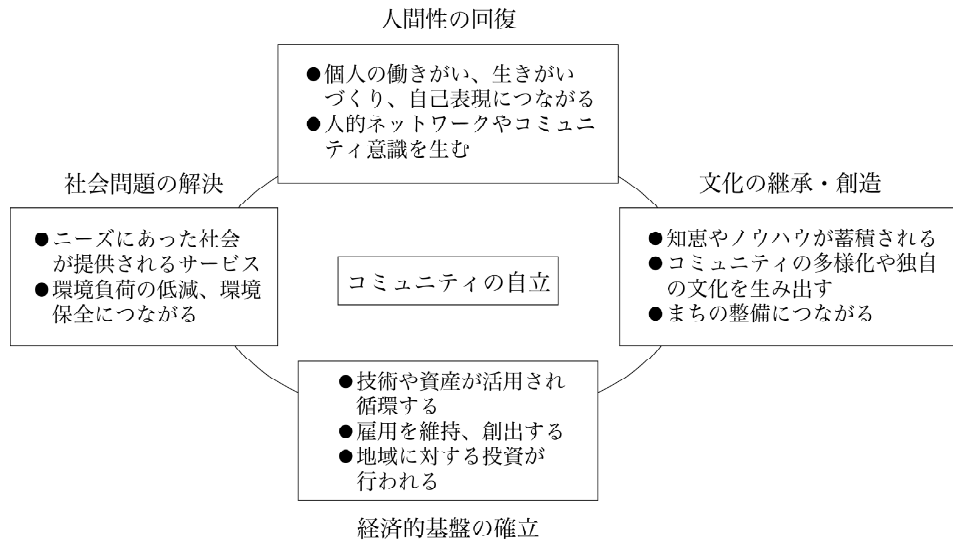 人間性の回復
●個人の働きがい、生きがい
づくり、自己表現につながる
●人的ネットワークやコミュニ
ティ意識を生む
社会問題の解決
●ニーズにあった社会
が提供されるサービス
●環境負荷の低減、環境
保全につながる
コミュニティの自立
文化の継承・創造
●知恵やノウハウが蓄積される
●コミュニティの多様化や独自
の文化を生み出す
●まちの整備につながる
●技術や資産が活用され
循環する
●雇用を維持、創出する
●地域に対する投資が
行われる
経済的基盤の確立